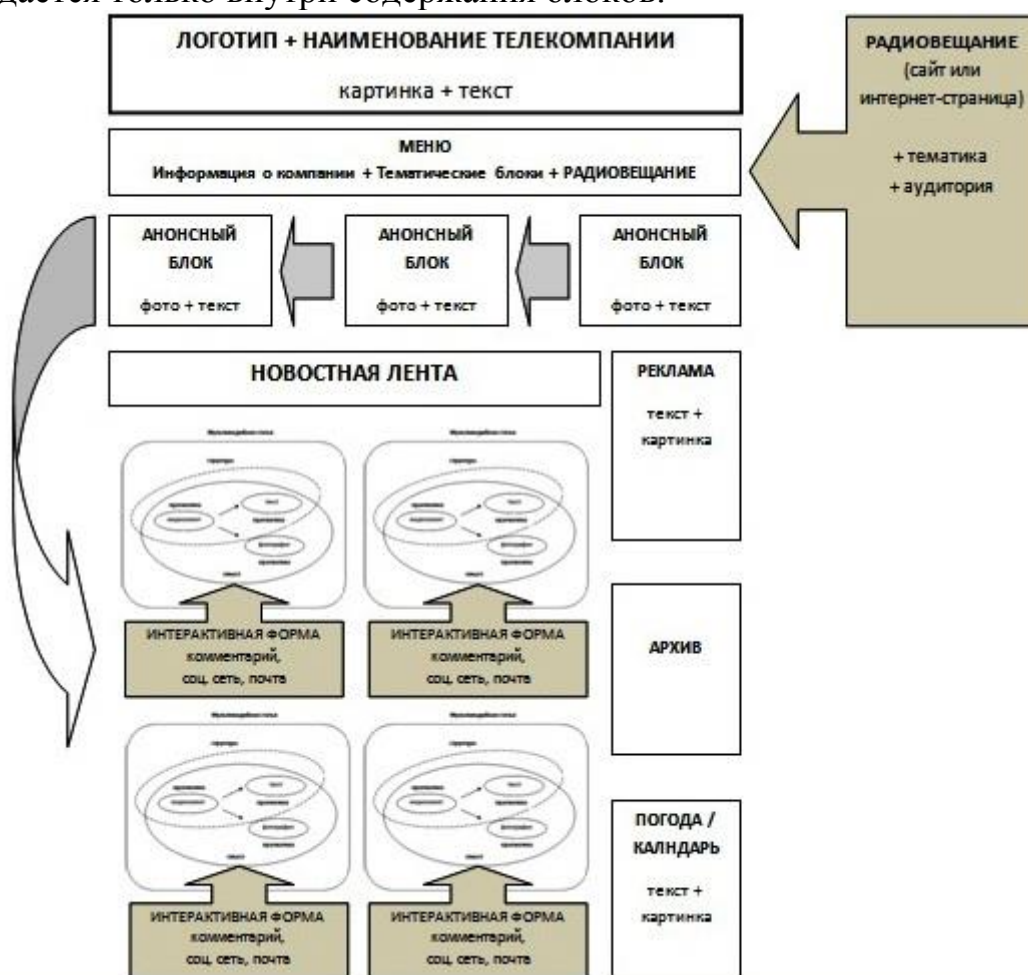 дается только внутри содержания блоков.
ЛОГОТИП + НАИМЕНОВАНИЕ ТЕЛЕКОМПАНИИ
картинка + текст
РАДИОВЕЩАНИЕ
(сайт или
интернет-страница)
+ тематика
+ аудитория
МЕНЮ
Информация о компании + Тематические блоки + РАДИОВЕЩАНИЕ
АНОНСНЫЙ
БЛОК
фото + текст
АНОНСНЫЙ
БЛОК
фото + текст
АНОНСНЫЙ
БЛОК
фото + текст
НОВОСТНАЯ ЛЕНТА
РЕКЛАМА
текст +
картинка
ИНТЕРАКТИВНАЯ ФОРМА
комментарий,
соц. сеть, почта
ИНТЕРАКТИВНАЯ ФОРМА
комментарий,
соц. сеть, почта
АРХИВ
ИНТЕРАКТИВНАЯ ФОРМА
комментарий,
соц. сеть, почта
ИНТЕРАКТИВНАЯ ФОРМА
комментарий,
соц. сеть, почта
ПОГОДА /
КАЛНДАРЬ
текст +
картинка